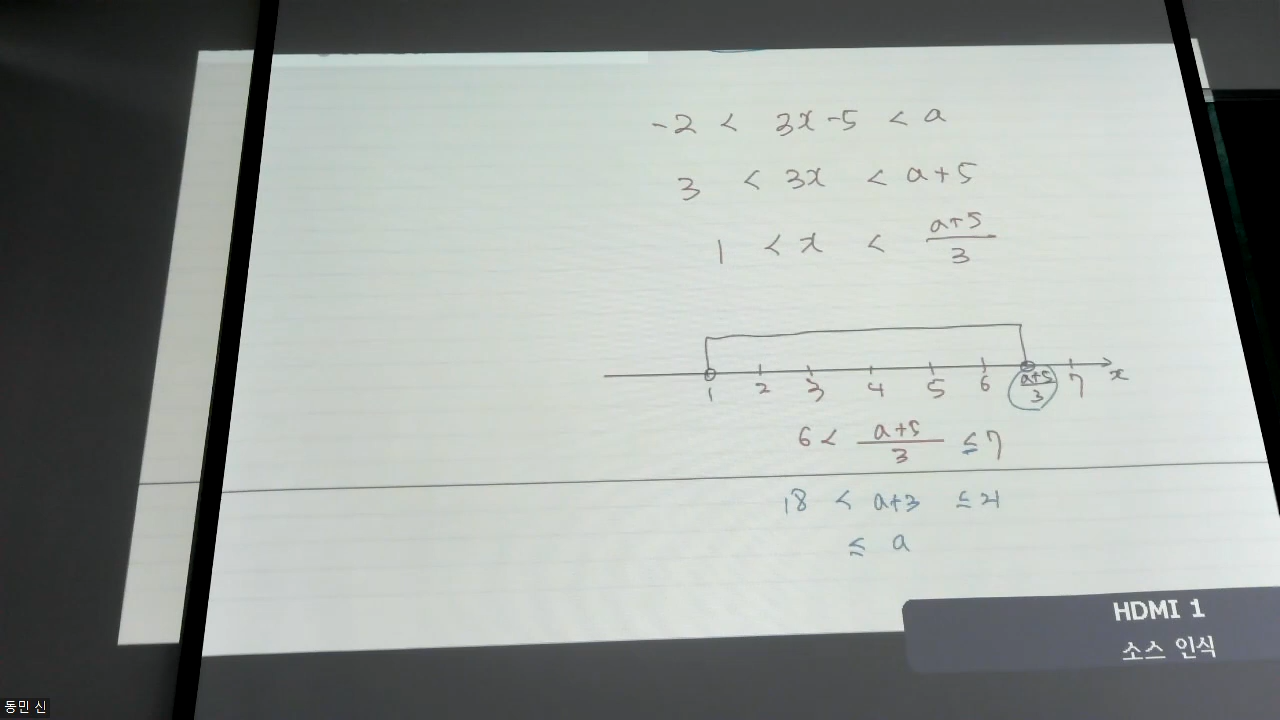 -2 < 3x-5 < a
3 < 3x < a+5
1 < x < (a+5)/3
1 2 3 4 5 6 (a+5)/3 7 x
6 < (a+5)/3 ≦ 7
18 < a+3 ≦ 21
≦ a
HDMI 1
소스 인식
동민 신